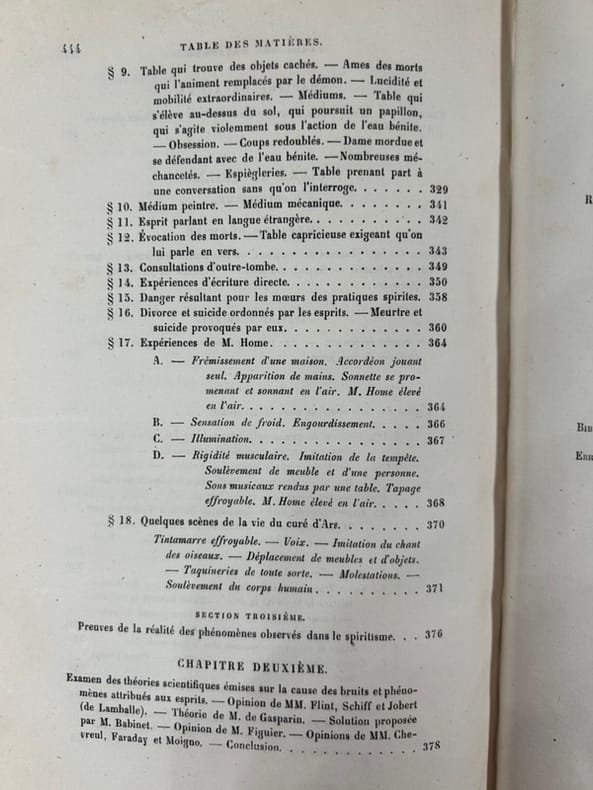 444
TABLE DES MATIÈRES.
§ 9. Table qui trouve des objets cachés. — Ames des morts
qui l'animent remplacés par le démon. — Lucidité et
mobilité extraordinaires. — Médiums. — Table qui
s'élève au-dessus du sol, qui poursuit un papillon,
qui s'agite violemment sous l'action de l'eau bénite.
— Obsession. — Coups redoublés. — Dame mordue et
se défendant avec de l'eau bénite. — Nombreuses mé-
chancetés. — Espiègleries. — Table prenant part à
une conversation sans qu'on l'interroge. . . . . . . 329
§ 10. Médium peintre. — Médium mécanique. . . . . . . . 341
§ 11. Esprit parlant en langue étrangère. . . . . . . . . . 342
§ 12. Évocation des morts. — Table capricieuse exigeant qu'on
lui parle en vers. . . . . . . . . . . . . . . . 343
§ 13. Consultations d'outre-tombe. . . . . . . . . . . . . 349
§ 14. Expériences d'écriture directe. . . . . . . . . . . . 350
§ 15. Danger résultant pour les mœurs des pratiques spirites. 358
§ 16. Divorce et suicide ordonnés par les esprits. — Meurtre et
suicide provoqués par eux. . . . . . . . . . . . . 360
§ 17. Expériences de M. Home. . . . . . . . . . . . . . 364
A. — Frémissement d'une maison. Accordéon jouant
seul. Apparition de mains. Sonnette se pro-
menant et sonnant en l'air. M. Home élevé
en l'air. . . . . . . . . . . . . . . . . 364
B. — Sensation de froid. Engourdissement. . . . . 366
C. — Illumination. . . . . . . . . . . . . . . . 367
D. — Rigidité musculaire. Imitation de la tempête.
Soulèvement de meuble et d'une personne.
Sons musicaux rendus par une table. Tapage
effroyable. M. Home élevé en l'air. . . . . 368
§ 18. Quelques scènes de la vie du curé d'Ars. . . . . . . . 370
Tintamarre effroyable. — Voix. — Imitation du chant
des oiseaux. — Déplacement de meubles et d'objets.
— Taquineries de toute sorte. — Molestations. —
Soulèvement du corps humain . . . . . . . . . . 371
SECTION TROISIÈME.
Preuves de la réalité des phénomènes observés dans le spiritisme. . . 376
CHAPITRE DEUXIÈME.
Examen des théories scientifiques émises sur la cause des bruits et phéno-
mènes attribués aux esprits. — Opinion de MM. Flint, Schiff et Jobert
(de Lamballe). — Théorie de M. de Gasparin. — Solution proposée
par M. Babinet. — Opinion de M. Figuier. — Opinions de MM. Che-
vreul, Faraday et Moigno. — Conclusion. . . . . . . . . . . . 378